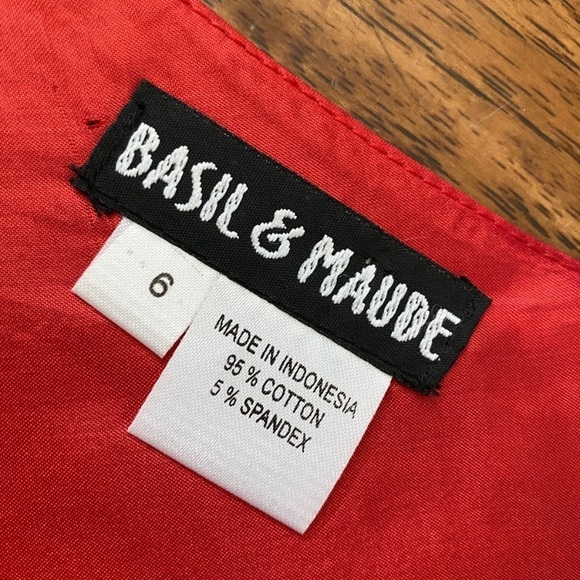 BASIL & MAUDE
6
MADE IN INDONESIA
95 % COTTON
5 % SPANDEX